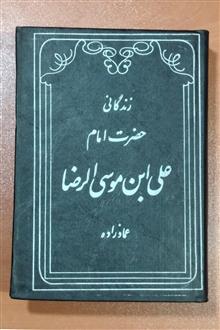 زندگانی
حضرت امام
علی ابن موسی الرضا
عمادزاده